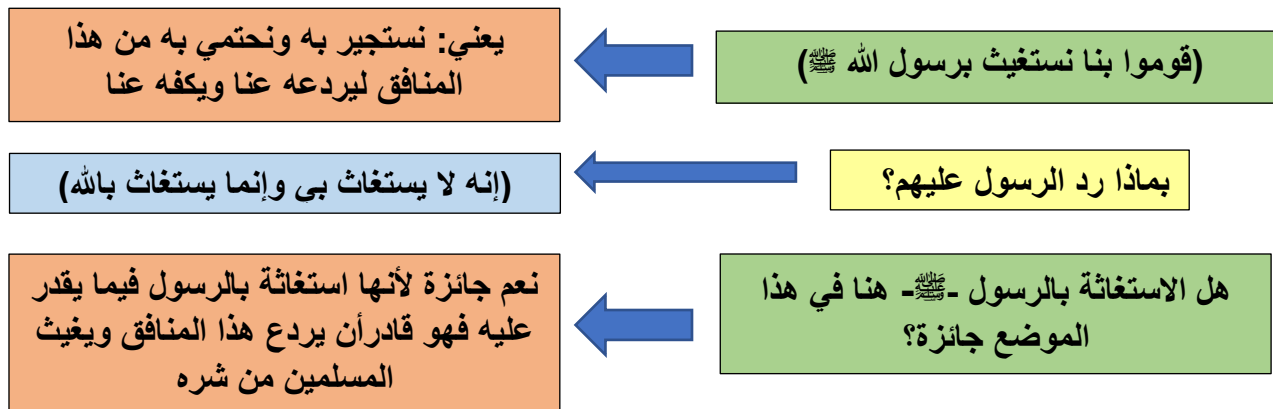 (قوموا بنا نستغيث برسول الله ﷺ)
يعني: نستجير به ونحتمي به من هذا
المنافق ليردعه عنا ويكفه عنا
بماذا رد الرسول عليهم؟
(إنه لا يستغاث بي وإنما يستغاث بالله)
هل الاستغاثة بالرسول -ﷺ- هنا في هذا
الموضع جائزة؟
نعم جائزة لأنها استغاثة بالرسول فيما يقدر
عليه فهو قادرأن يردع هذا المنافق ويغيث
المسلمين من شره